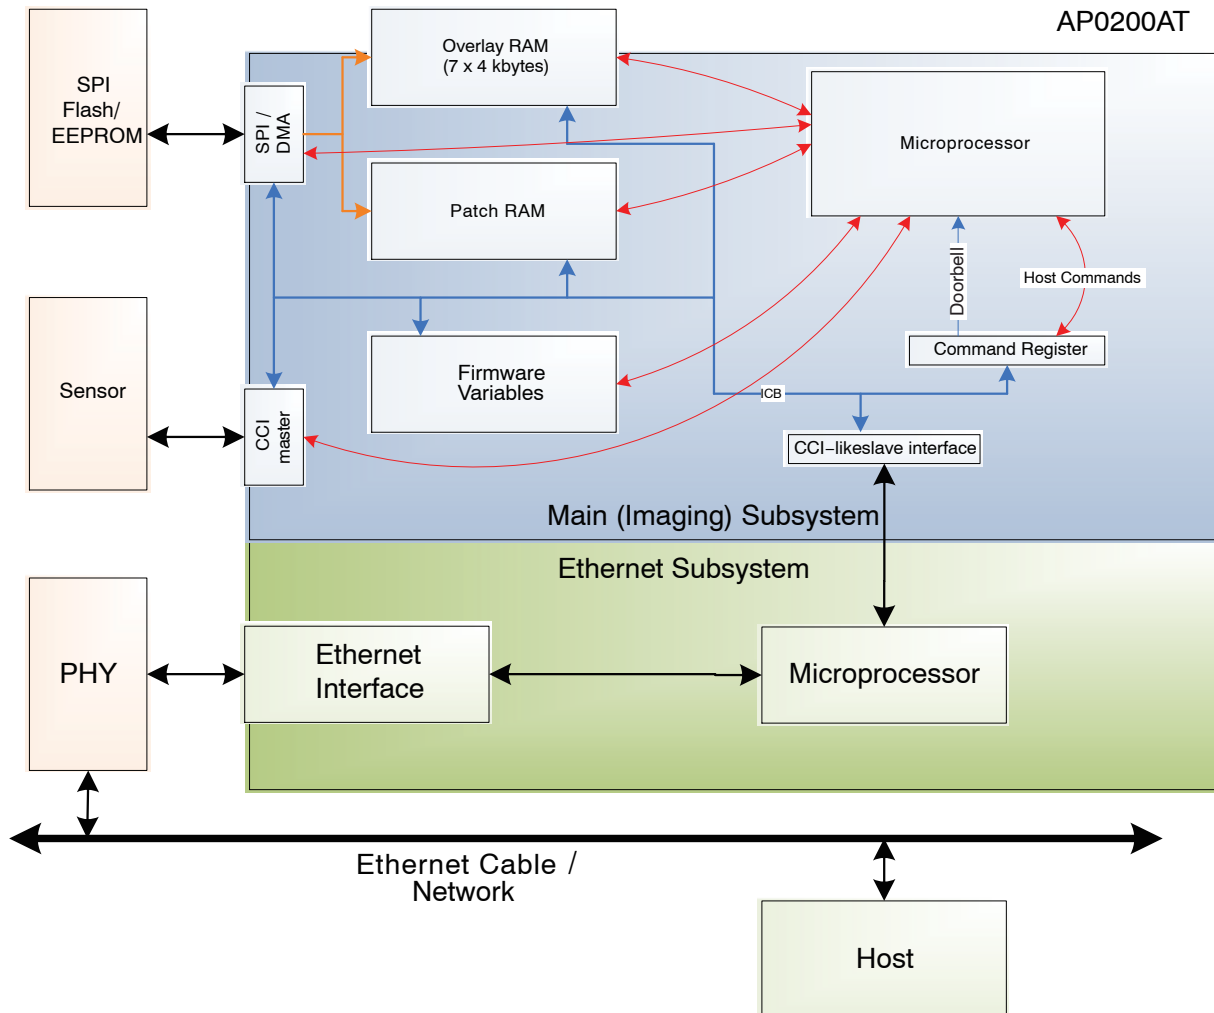 AP0200AT
SPI
Flash/
EEPROM
SPI /
DMA
Overlay RAM
(7 x 4 kbytes)
Microprocessor
Patch RAM
Doorbell
Host Commands
Command Register
Sensor
CCI
master
Firmware
Variables
ICB
CCI–likeslave interface
Main (Imaging) Subsystem
Ethernet Subsystem
PHY
Ethernet
Interface
Microprocessor
Ethernet Cable /
Network
Host